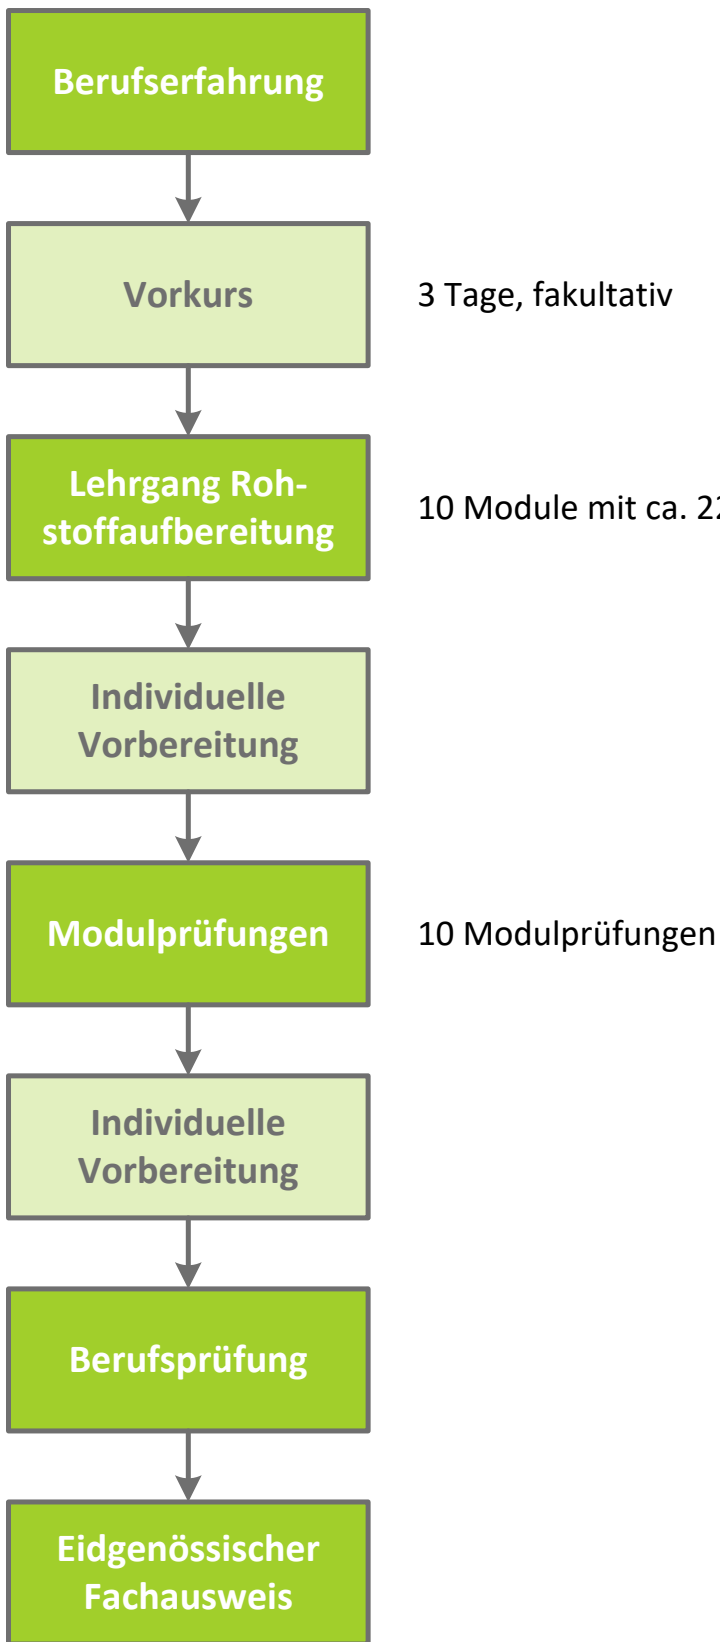 Berufserfahrung
Vorkurs
3 Tage, fakultativ
Lehrgang Roh-
stoffaufbereitung
10 Module mit ca. 22
Individuelle
Vorbereitung
Modulprüfungen
10 Modulprüfungen
Individuelle
Vorbereitung
Berufsprüfung
Eidgenössischer
Fachausweis